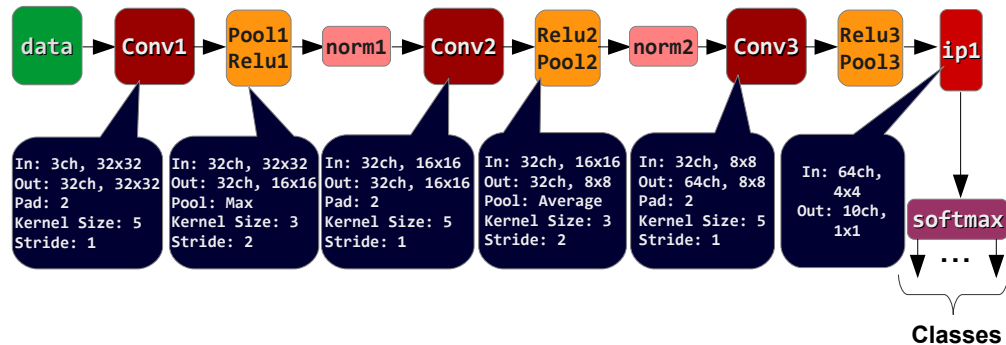 data
Conv1
Pool1
Relu1
norm1
Conv2
Relu2
Pool2
norm2
Conv3
Relu3
Pool3
ip1
In: 3ch, 32x32
Out: 32ch, 32x32
Pad: 2
Kernel Size: 5
Stride: 1
In: 32ch, 32x32
Out: 32ch, 16x16
Pool: Max
Kernel Size: 3
Stride: 2
In: 32ch, 16x16
Out: 32ch, 16x16
Pad: 2
Kernel Size: 5
Stride: 1
In: 32ch, 16x16
Out: 32ch, 8x8
Pool: Average
Kernel Size: 3
Stride: 2
In: 32ch, 8x8
Out: 64ch, 8x8
Pad: 2
Kernel Size: 5
Stride: 1
In: 64ch,
4x4
Out: 10ch,
1x1
softmax
...
Classes